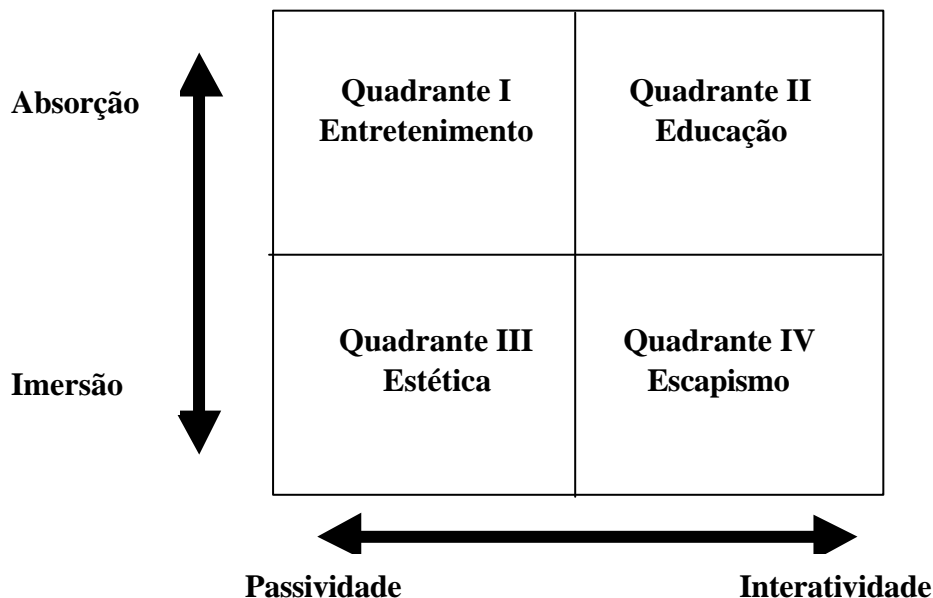 Absorção
Quadrante I
Entretenimento
Quadrante II
Educação
Imersão
Quadrante III
Estética
Quadrante IV
Escapismo
Passividade
Interatividade